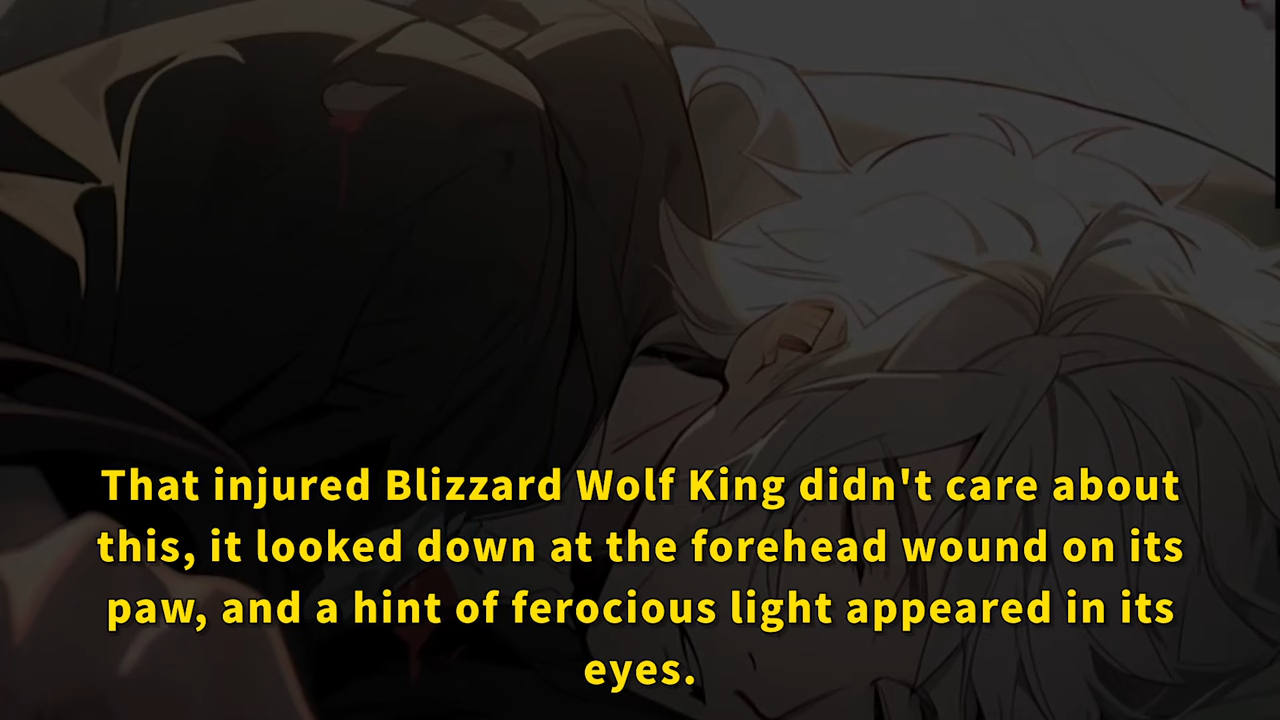 That injured Blizzard Wolf King didn't care about
this, it looked down at the forehead wound on its
paw, and a hint of ferocious light appeared in its
eyes.